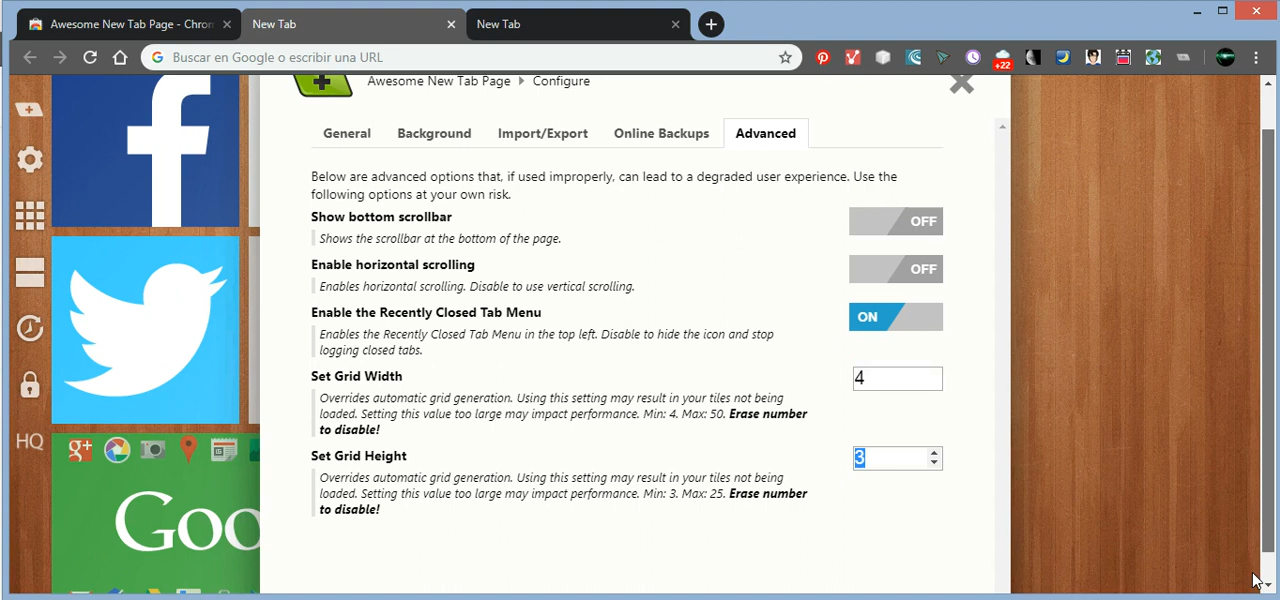 Awesome New Tab Page - Chron
New Tab
New Tab
Buscar en Google o escribir una URL
+22
Awesome New Tab Page
Configure
General
Background
Import/Export
Online Backups
Advanced
Below are advanced options that, if used improperly, can lead to a degraded user experience. Use the
following options at your own risk.
Show bottom scrollbar
OFF
Shows the scrollbar at the bottom of the page.
Enable horizontal scrolling
OFF
Enables horizontal scrolling. Disable to use vertical scrolling.
Enable the Recently Closed Tab Menu
ON
Enables the Recently Closed Tab Menu in the top left. Disable to hide the icon and stop
logging closed tabs.
Set Grid Width
4
Overrides automatic grid generation. Using this setting may result in your tiles not being
loaded. Setting this value too large may impact performance. Min: 4. Max: 50. Erase number
to disable!
Set Grid Height
3
Overrides automatic grid generation. Using this setting may result in your tiles not being
loaded. Setting this value too large may impact performance. Min: 3. Max: 25. Erase number
to disable!
HQ
g+
Goo